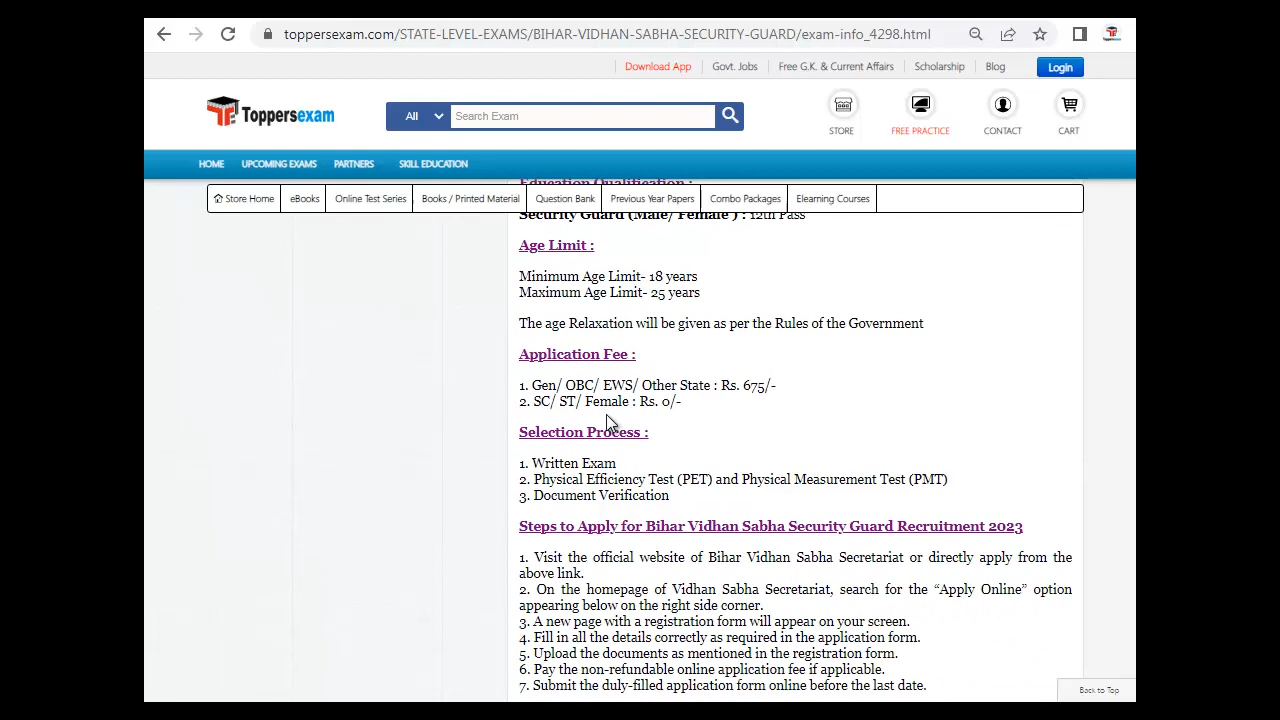 toppersexam.com/STATE-LEVEL-EXAMS/BIHAR-VIDHAN-SABHA-SECURITY-GUARD/exam-info_4298.html
Download App
Govt. Jobs
Free G.K. & Current Affairs
Scholarship
Blog
Login
Toppersexam
All
Search Exam
STORE
FREE PRACTICE
CONTACT
CART
HOME
UPCOMING EXAMS
PARTNERS
SKILL EDUCATION
Education Qualification :
Store Home
eBooks
Online Test Series
Books / Printed Material
Question Bank
Previous Year Papers
Combo Packages
Elearning Courses
Security Guard (Male/ Female ) : 12th Pass
Age Limit :
Minimum Age Limit- 18 years
Maximum Age Limit- 25 years
The age Relaxation will be given as per the Rules of the Government
Application Fee :
1. Gen/ OBC/ EWS/ Other State : Rs. 675/-
2. SC/ ST/ Female : Rs. 0/-
Selection Process :
1. Written Exam
2. Physical Efficiency Test (PET) and Physical Measurement Test (PMT)
3. Document Verification
Steps to Apply for Bihar Vidhan Sabha Security Guard Recruitment 2023
1. Visit the official website of Bihar Vidhan Sabha Secretariat or directly apply from the
above link.
2. On the homepage of Vidhan Sabha Secretariat, search for the “Apply Online” option
appearing below on the right side corner.
3. A new page with a registration form will appear on your screen.
4. Fill in all the details correctly as required in the application form.
5. Upload the documents as mentioned in the registration form.
6. Pay the non-refundable online application fee if applicable.
7. Submit the duly-filled application form online before the last date.
Back to Top